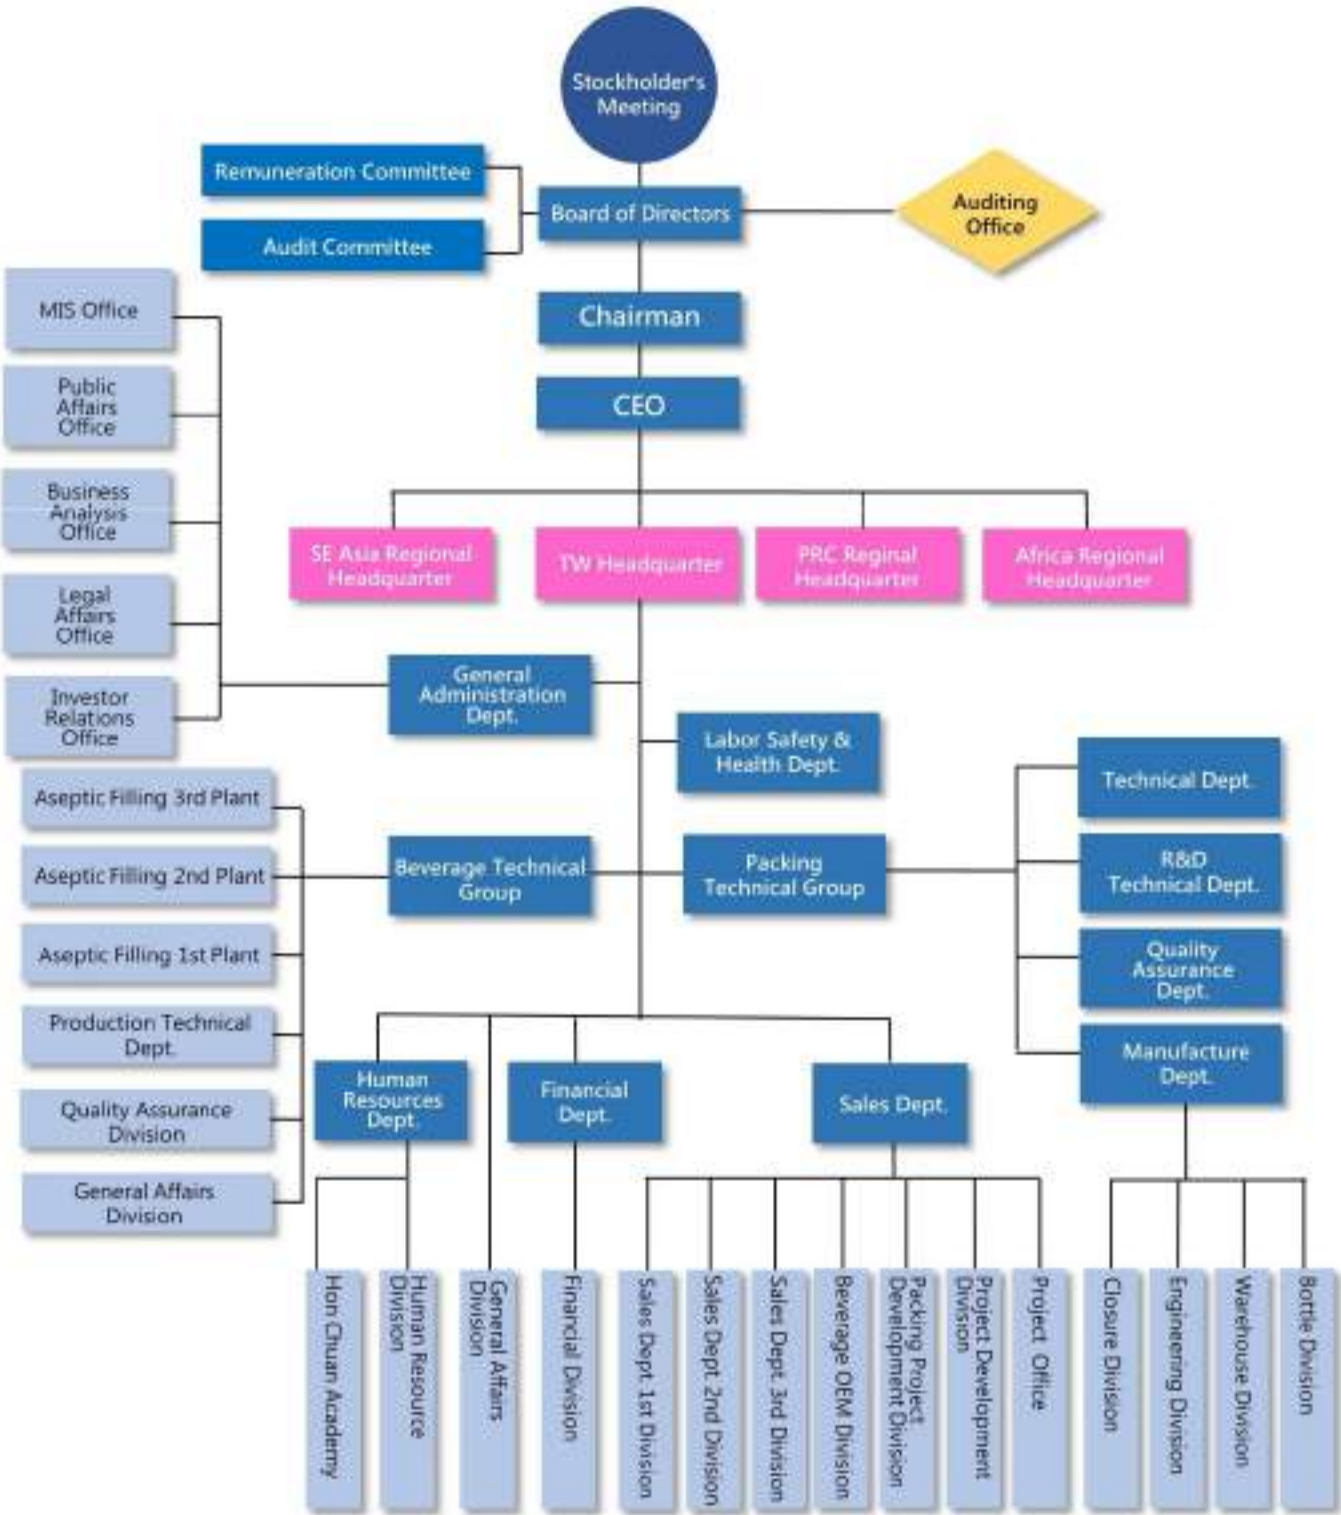 Stockholder's
Meeting
Remuneration Committee
Board of Directors
Auditing
Office
Audit Committee
MIS Office
Chairman
Public
Affairs
Office
CEO
Business
Analysis
Office
SE Asia Regional
Headquarter
TW Headquarter
PRC Reginal
Headquarter
Africa Regional
Headquarter
Legal
Affairs
Office
General
Administration
Dept.
Investor
Relations
Office
Labor Safety &
Health Dept.
Technical Dept.
Aseptic Filling 3rd Plant
Beverage Technical
Group
Packing
Technical Group
R&D
Technical Dept.
Aseptic Filling 2nd Plant
Aseptic Filling 1st Plant
Quality
Assurance
Dept.
Production Technical
Dept.
Manufacture
Dept.
Human
Resources
Dept.
Financial
Dept.
Sales Dept.
Quality Assurance
Division
General Affairs
Division
Hon Chuan Academy
Human Resource
Division
General Affairs
Division
Financial Division
Sales Dept. 1st Division
Sales Dept. 2nd Division
Sales Dept. 3rd Division
Beverage OEM Division
Packing Project
Development Division
Project Development
Division
Project Office
Closure Division
Engineering Division
Warehouse Division
Bottle Division